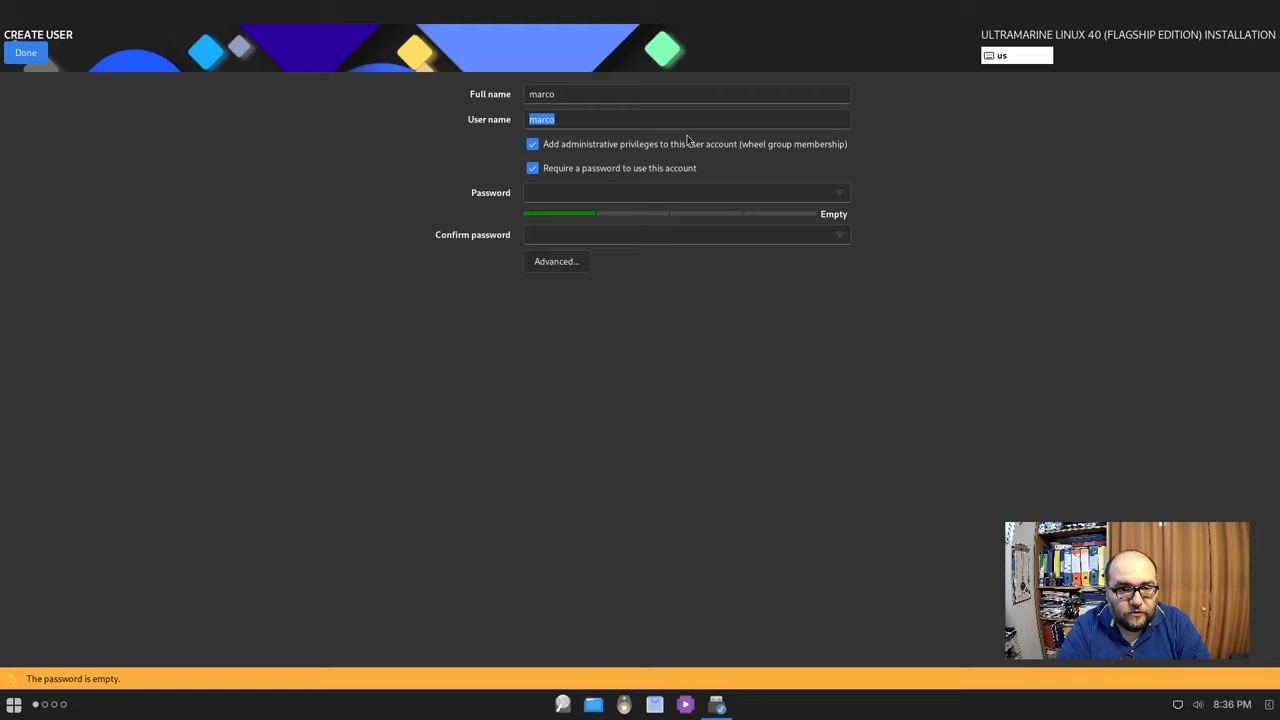 CREATE USER
Done
ULTRAMARINE LINUX 40 (FLAGSHIP EDITION) INSTALLATION
us
Full name
marco
User name
marco
Add administrative privileges to this user account (wheel group membership)
Require a password to use this account
Password
Empty
Confirm password
Advanced...
The password is empty.
8:36 PM